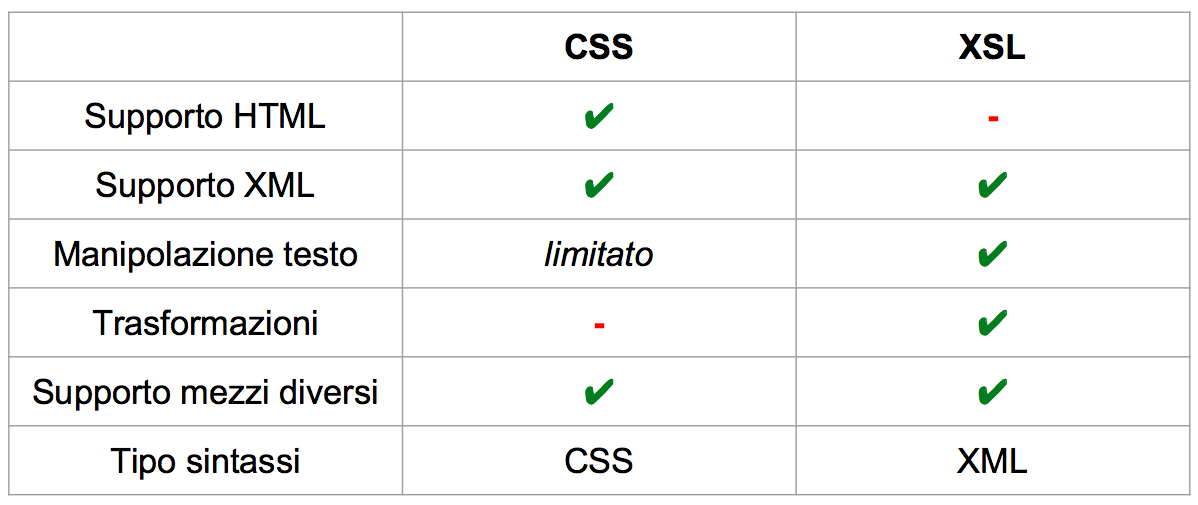 CSS XSL
Supporto HTML ✔ -
Supporto XML ✔ ✔
Manipolazione testo limitato ✔
Trasformazioni - ✔
Supporto mezzi diversi ✔ ✔
Tipo sintassi CSS XML